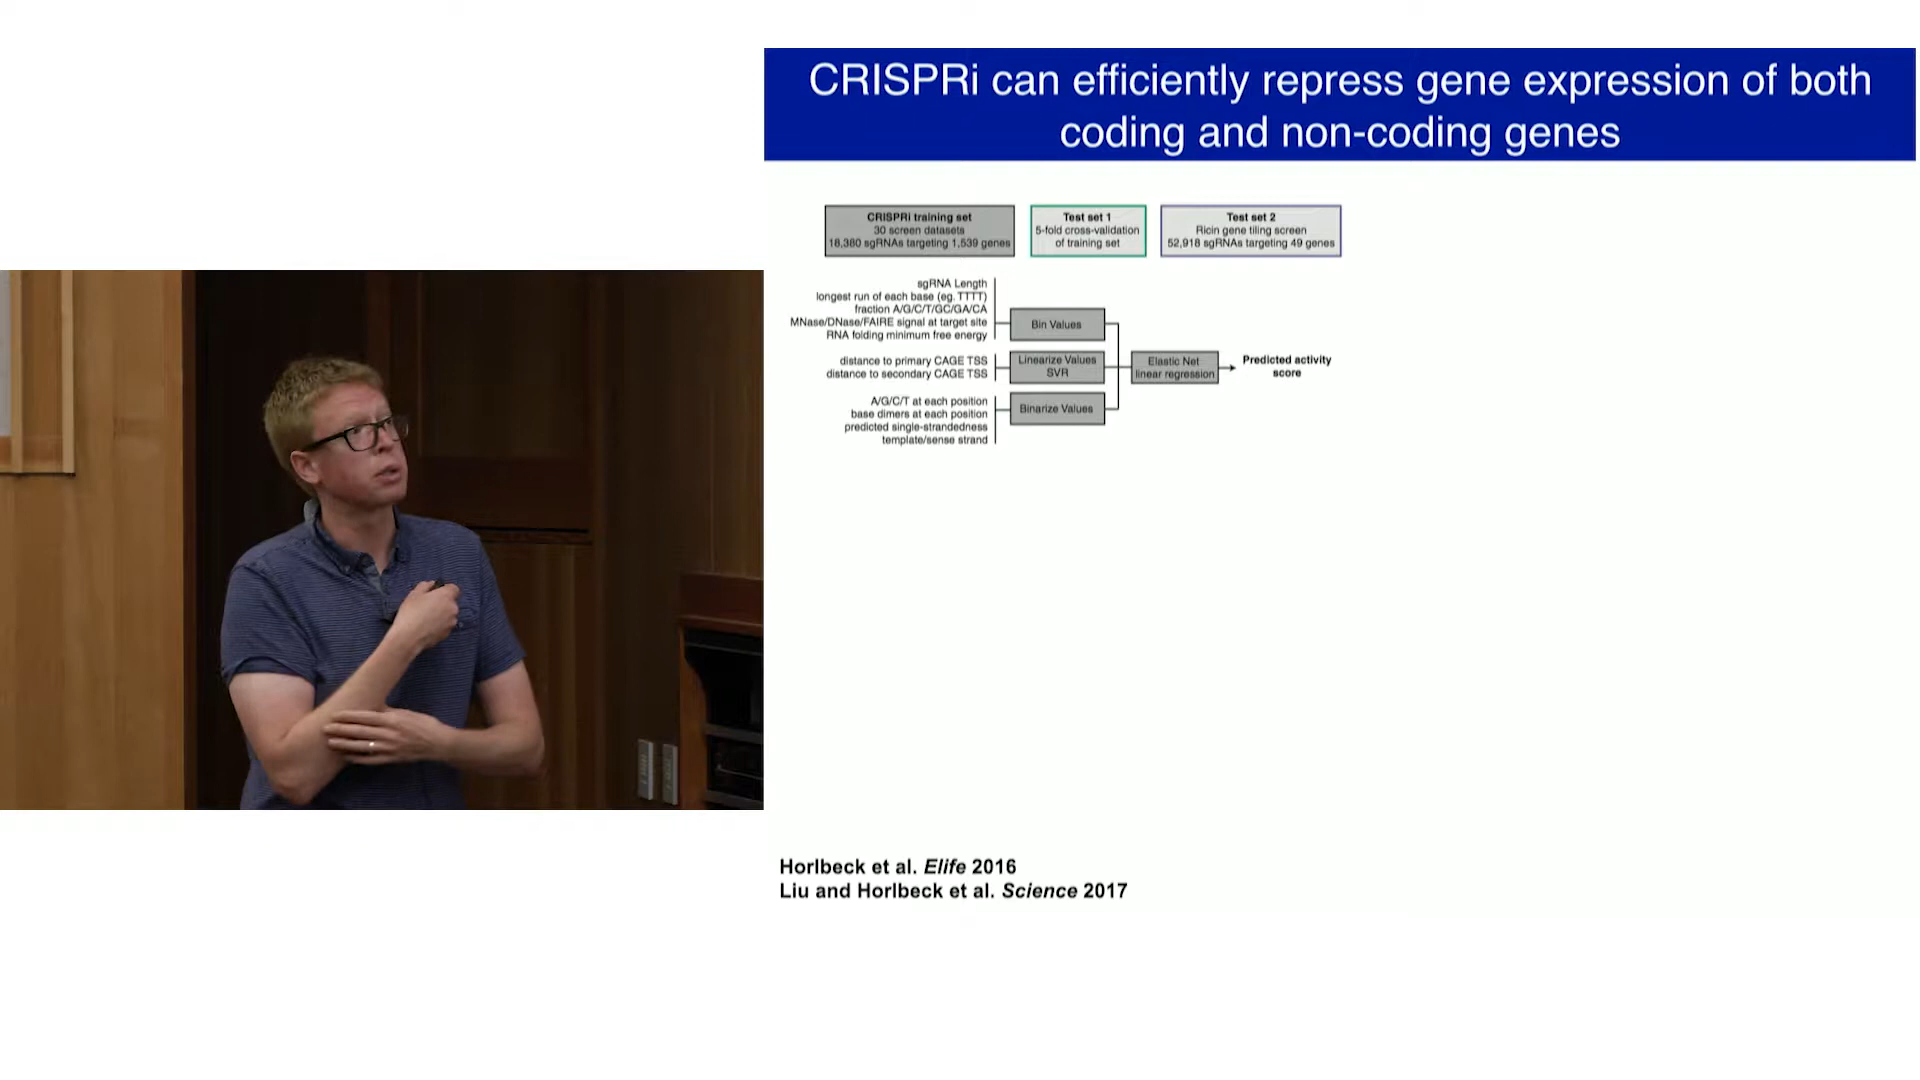 CRISPRi can efficiently repress gene expression of both
coding and non-coding genes
CRISPRi training set
30 screen datasets
18,380 sgRNAs targeting 1,539 genes
Test set 1
5-fold cross-validation
of training set
Test set 2
Ricin gene tiling screen
52,918 sgRNAs targeting 49 genes
sgRNA Length
longest run of each base (eg. TTTT)
fraction A/G/C/T/GC/GA/CA
MNase/DNase/FAIRE signal at target site
RNA folding minimum free energy
Bin Values
distance to primary CAGE TSS
distance to secondary CAGE TSS
Linearize Values
SVR
A/G/C/T at each position
base dimers at each position
predicted single-strandedness
template/sense strand
Binarize Values
Elastic Net
linear regression
Predicted activity
score
Horlbeck et al. Elife 2016
Liu and Horlbeck et al. Science 2017